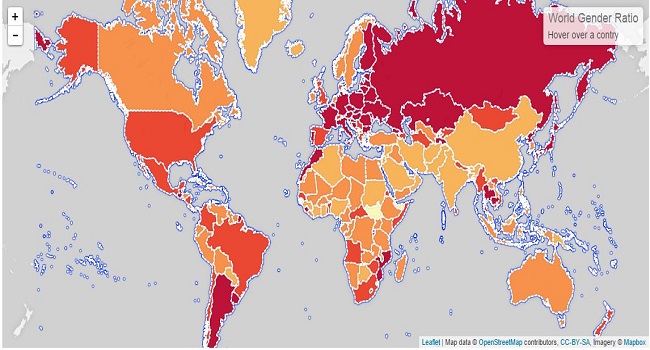 +
−
World Gender Ratio
Hover over a contry
Leaflet | Map data © OpenStreetMap contributors, CC-BY-SA, Imagery © Mapbox